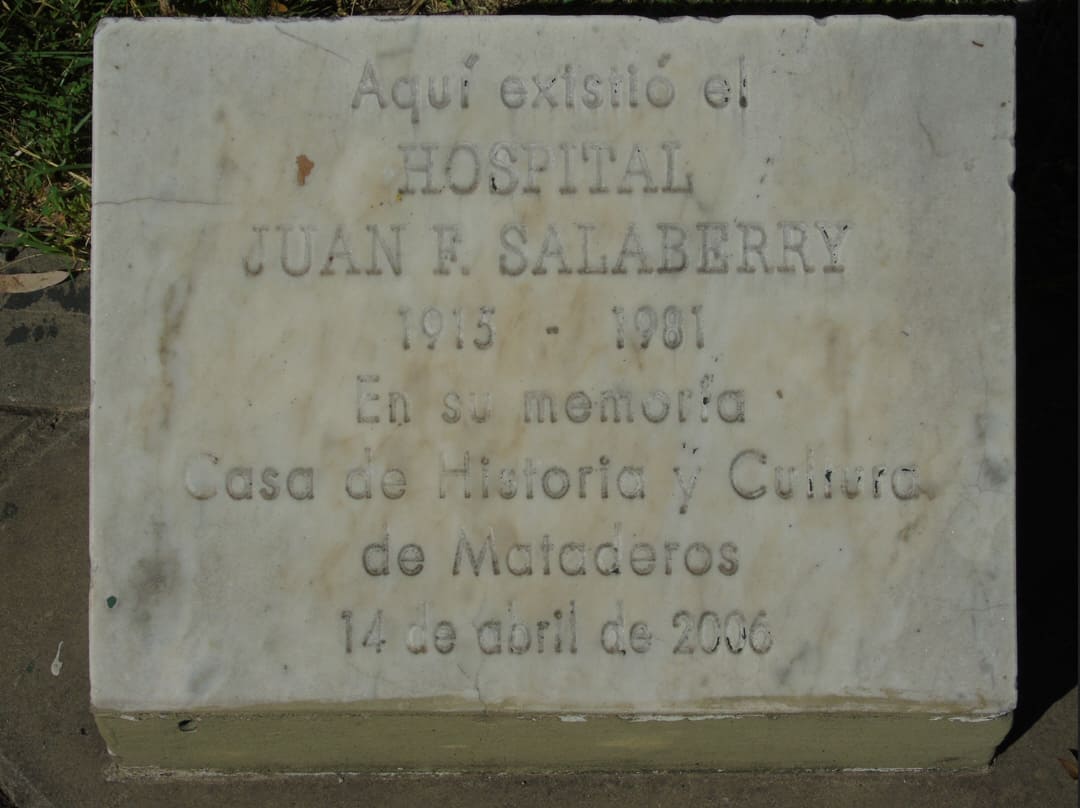 Aquí existió el
HOSPITAL
JUAN F. SALABERRY
1915 - 1981
En su memoria
Casa de Historia y Cultura
de Mataderos
14 de abril de 2006